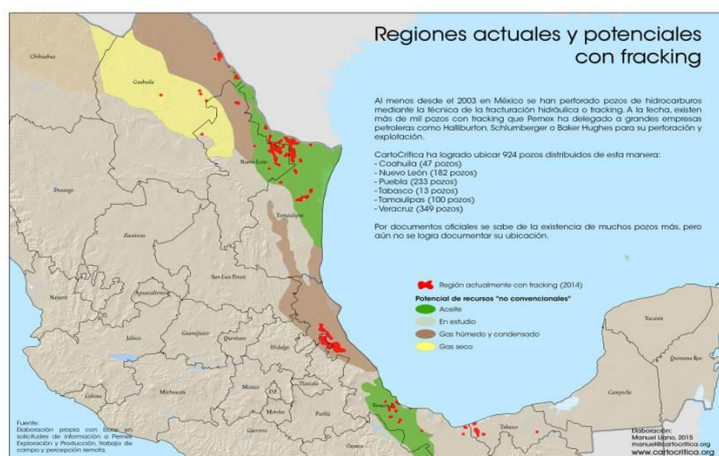 Regiones actuales y potenciales
con fracking
Al menos desde el 2003 en México se han perforado pozos de hidrocarburos
mediante la técnica de la fracturación hidráulica o fracking. A la fecha, existen
más de mil pozos con fracking que Pemex ha delegado a grandes empresas
petroleras como Halliburton, Schlumberger o Baker Hughes para su perforación y
explotación.
CartoCrítica ha logrado ubicar 924 pozos distribuidos de esta manera:
- Coahuila (47 pozos)
- Nuevo León (182 pozos)
- Puebla (233 pozos)
- Tabasco (13 pozos)
- Tamaulipas (100 pozos)
- Veracruz (349 pozos)
Por documentos oficiales se sabe de la existencia de muchos pozos más, pero
aún no se logra documentar su ubicación.
Región actualmente con fracking (2014)
Potencial de recursos "no convencionales"
Aceite
En estudio
Gas húmedo y condensado
Gas seco
Chihuahua
Coahuila
Nuevo León
Durango
Tamaulipas
Zacatecas
San Luis Potosí
Nayarit
Aguascalientes
Jalisco
Guanajuato
Querétaro
Hidalgo
Colima
Michoacán
México
D.F.
Tlaxcala
Morelos
Puebla
Veracruz
Guerrero
Oaxaca
Tabasco
Campeche
Yucatán
Quintana Roo
Fuente:
Elaboración propia con base en
solicitudes de información a Pemex
Exploración y Producción, trabajo de
campo y percepción remota.
Elaboración:
Manuel Llano, 2015
manuel@cartocritica.org
www.cartocritica.org